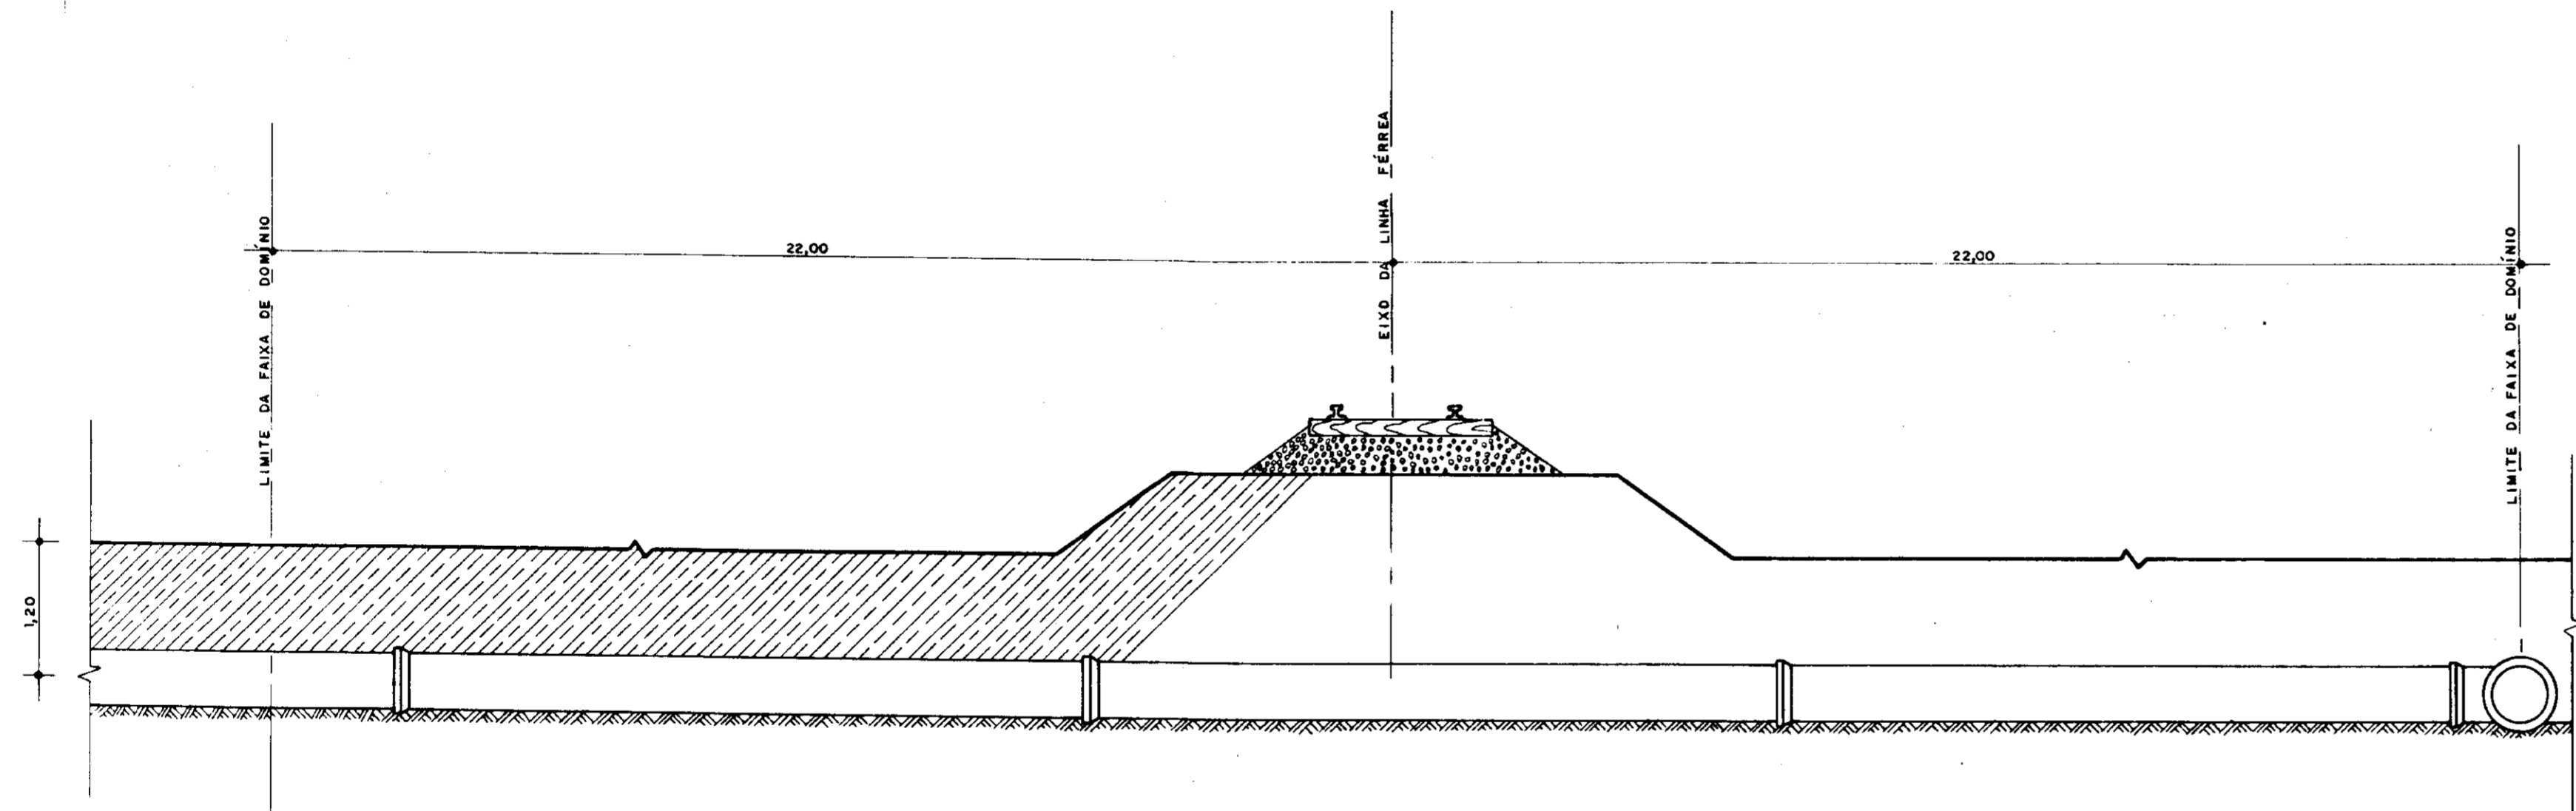 LIMITE DA FAIXA DE DOMÍNIO
22,00
EIXO DA LINHA FÉRREA
22,00
LIMITE DA FAIXA DE DOMÍNIO
1,20